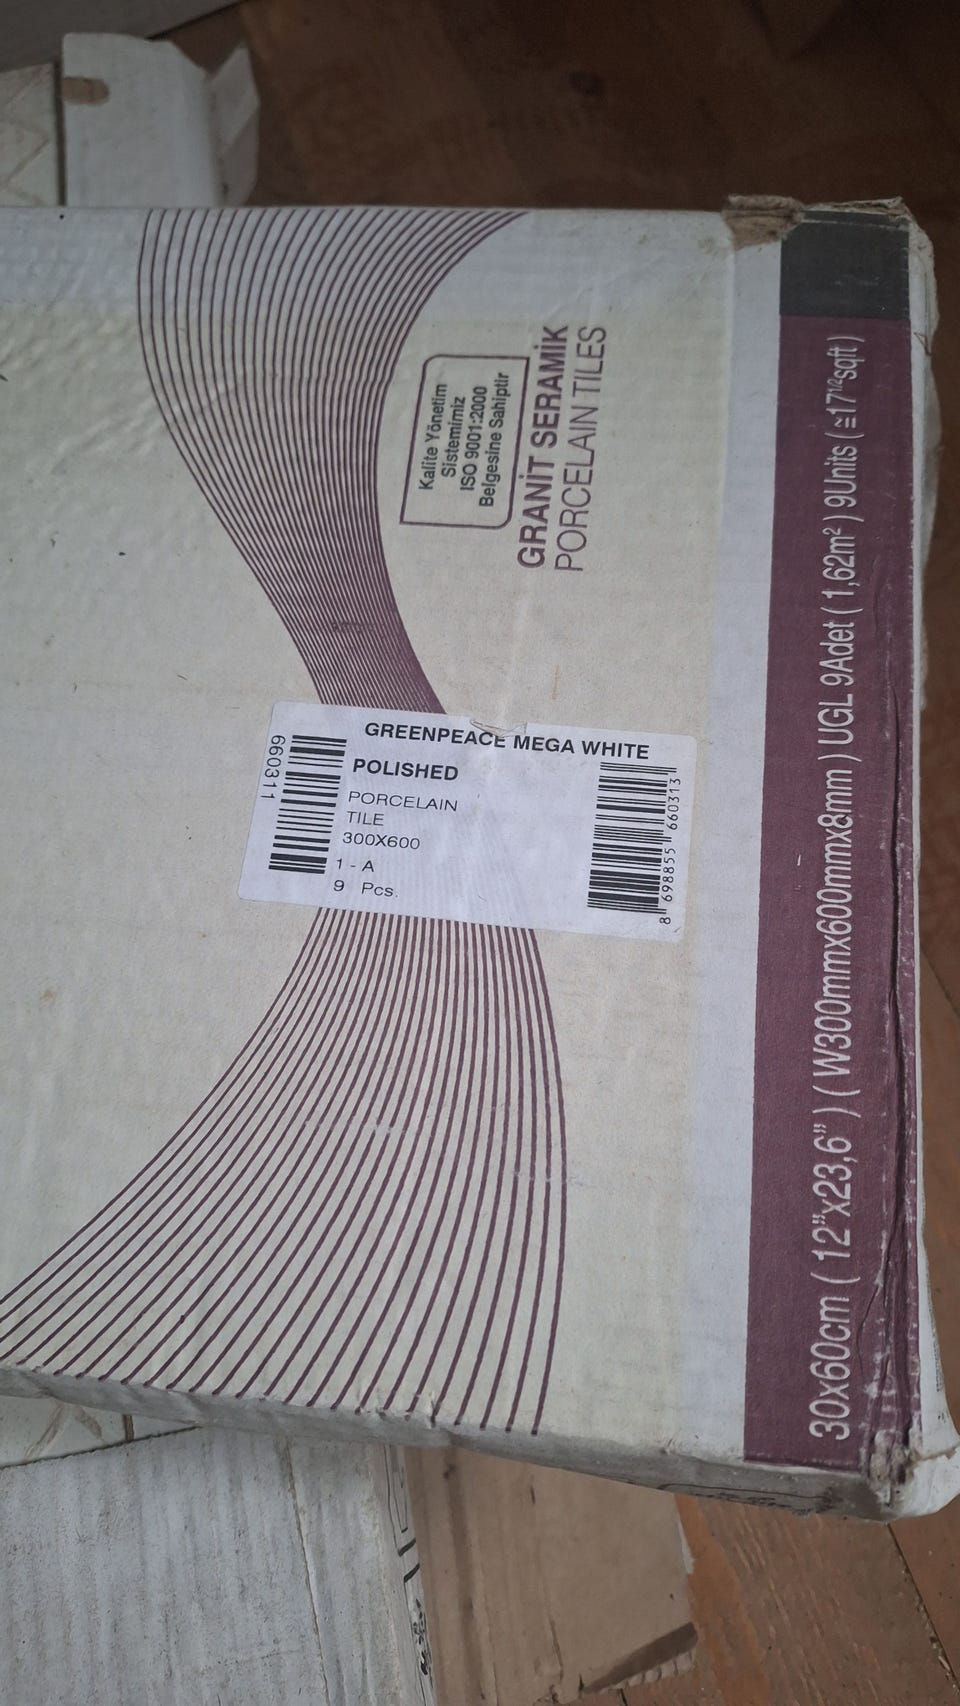 Kalite Yönetim
Sistemimiz
ISO 9001:2000
Belgesine Sahiptir
GRANİT SERAMİK
PORCELAIN TILES
GREENPEACE MEGA WHITE
POLISHED
PORCELAIN
TILE
300X600
1 - A
9 Pcs.
660311
8 698855 660313
30x60cm ( 12"x23,6" ) ( W300mmx600mmx8mm ) UGL 9Adet ( 1,62m² ) 9Units ( ≅17¹/²sqft )